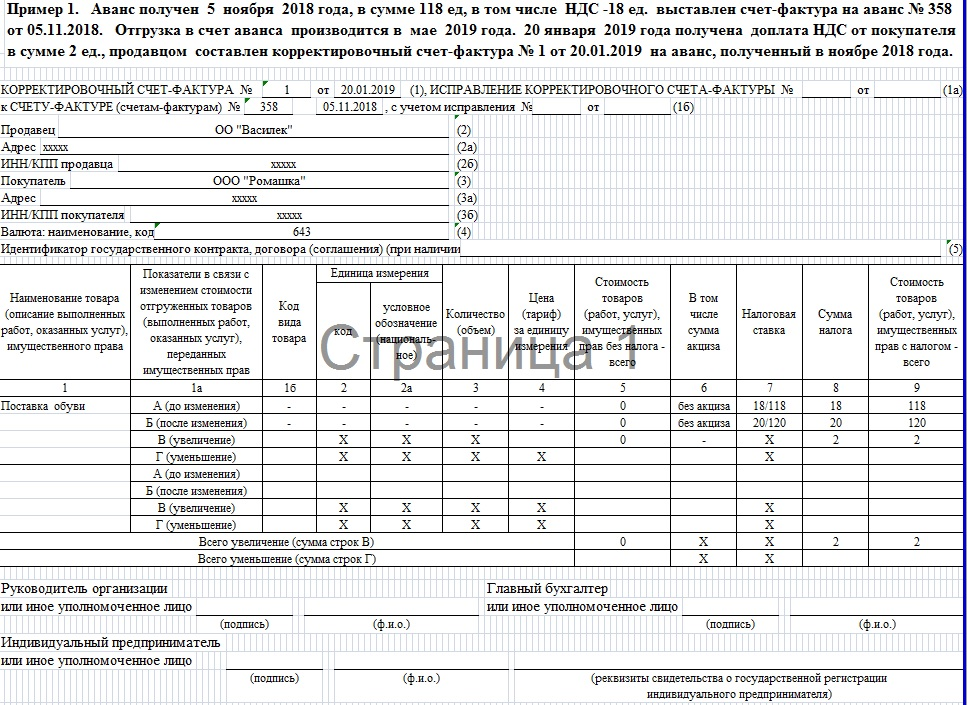 Пример 1. Аванс получен 5 ноября 2018 года, в сумме 118 ед, в том числе НДС -18 ед. выставлен счет-фактура на аванс № 358
от 05.11.2018. Отгрузка в счет аванса производится в мае 2019 года. 20 января 2019 года получена доплата НДС от покупателя
в сумме 2 ед., продавцом составлен корректировочный счет-фактура № 1 от 20.01.2019 на аванс, полученный в ноябре 2018 года.
КОРРЕКТИРОВОЧНЫЙ СЧЕТ-ФАКТУРА № 1 от 20.01.2019 (1), ИСПРАВЛЕНИЕ КОРРЕКТИРОВОЧНОГО СЧЕТА-ФАКТУРЫ № от (1а)
к СЧЕТУ-ФАКТУРЕ (счетам-фактурам) № 358 05.11.2018 , с учетом исправления № от (1б)
Продавец ОО "Василек" (2)
Адрес xxxxx (2а)
ИНН/КПП продавца xxxxx (2б)
Покупатель ООО "Ромашка" (3)
Адрес xxxxx (3а)
ИНН/КПП покупателя xxxxx (3б)
Валюта: наименование, код 643 (4)
Идентификатор государственного контракта, договора (соглашения) (при наличии (5)
Наименование товара (описание выполненных работ, оказанных услуг), имущественного права
Показатели в связи с изменением стоимости отгруженных товаров (выполненных работ, оказанных услуг), переданных имущественных прав
Код вида товара
Единица измерения
код
условное обозначение (националь-ное)
Количество (объем)
Цена (тариф) за единицу измерения
Стоимость товаров (работ, услуг), имущественных прав без налога - всего
В том числе сумма акциза
Налоговая ставка
Сумма налога
Стоимость товаров (работ, услуг), имущественных прав с налогом - всего
Страница 1
1 1а 1б 2 2а 3 4 5 6 7 8 9
Поставка обуви А (до изменения) - - - - - 0 без акциза 18/118 18 118
Б (после изменения) - - - - - 0 без акциза 20/120 20 120
В (увеличение) Х Х Х 0 - Х 2 2
Г (уменьшение) Х Х Х Х Х
А (до изменения)
Б (после изменения)
В (увеличение) Х Х Х Х Х
Г (уменьшение) Х Х Х Х Х
Всего увеличение (сумма строк В) 0 Х Х 2 2
Всего уменьшение (сумма строк Г) Х Х
Руководитель организации Главный бухгалтер
или иное уполномоченное лицо или иное уполномоченное лицо
(подпись) (ф.и.о.) (подпись) (ф.и.о.)
Индивидуальный предприниматель
или иное уполномоченное лицо
(подпись) (ф.и.о.) (реквизиты свидетельства о государственной регистрации
индивидуального предпринимателя)